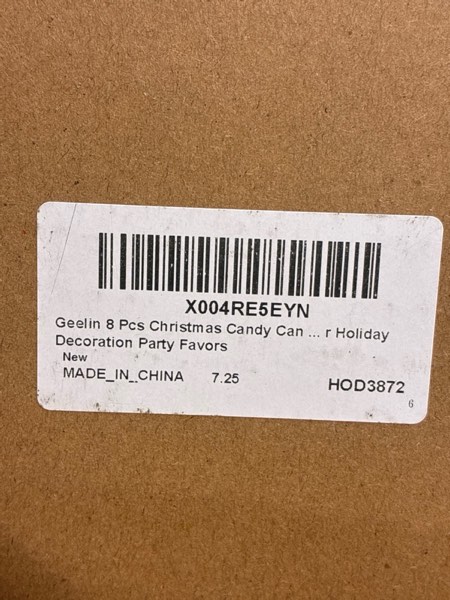 X004RE5EYN
Geelin 8 Pcs Christmas Candy Can ... r Holiday
Decoration Party Favors
New
MADE_IN_CHINA 7.25 HOD3872
6